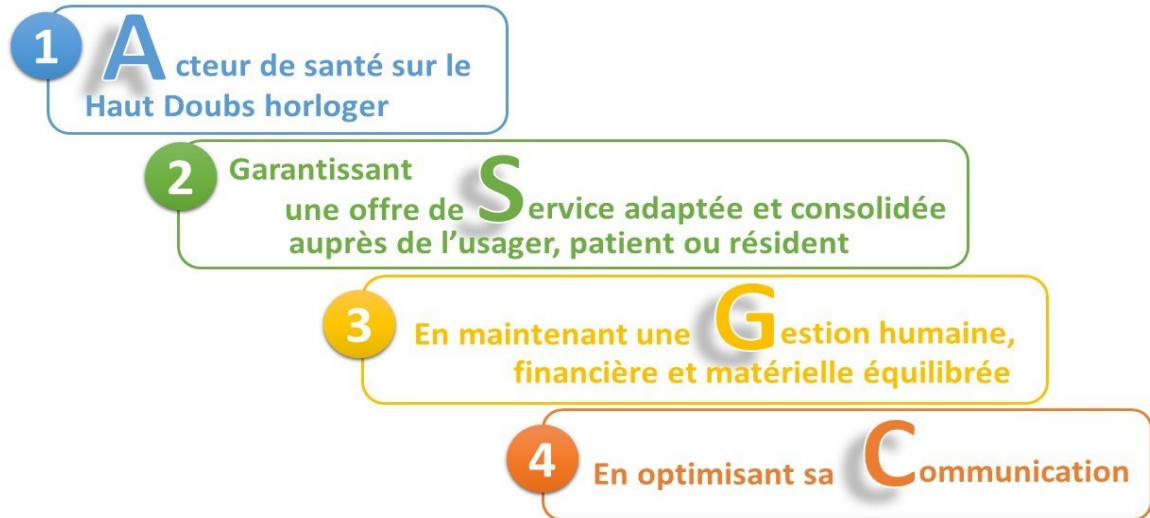 1 Acteur de santé sur le
Haut Doubs horloger
2 Garantissant
une offre de Service adaptée et consolidée
auprès de l’usager, patient ou résident
3 En maintenant une Gestion humaine,
financière et matérielle équilibrée
4 En optimisant sa Communication